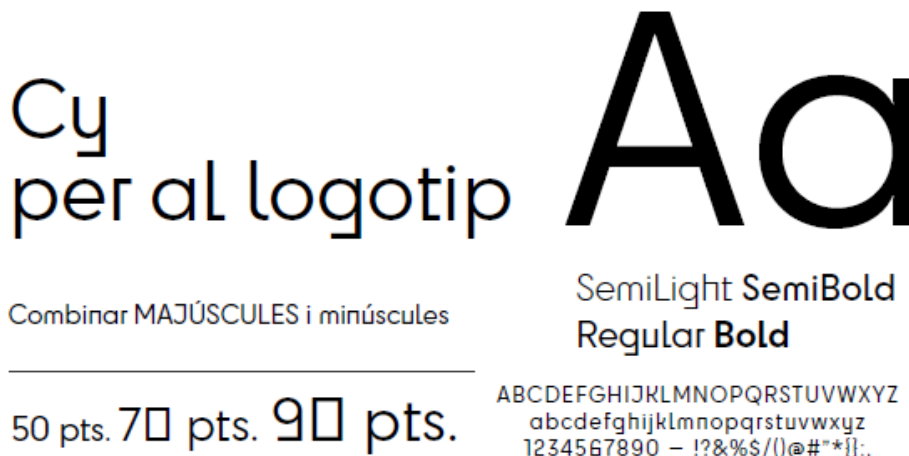 Cy
per al logotip
Combinar MAJÚSCULES i minúscules
50 pts. 70 pts. 90 pts.
Aa
SemiLight SemiBold
Regular Bold
ABCDEFGHIJKLMNOPQRSTUVWXYZ
abcdefghijklmnopqrstuvwxyz
1234567890 – !?&%$/()@#"*{};.